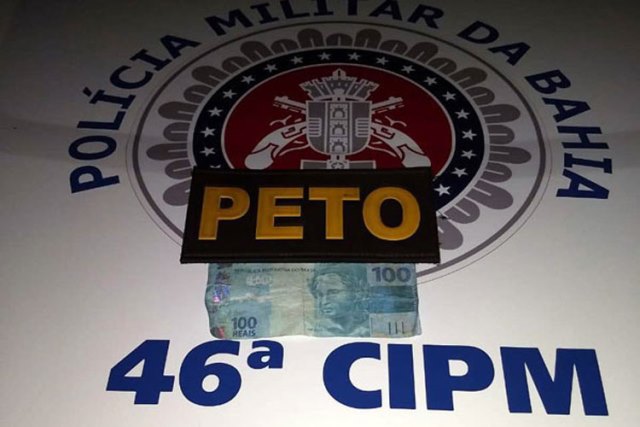 POLÍCIA MILITAR DA BAHIA
PETO
100
100
REAIS
46ª CIPM